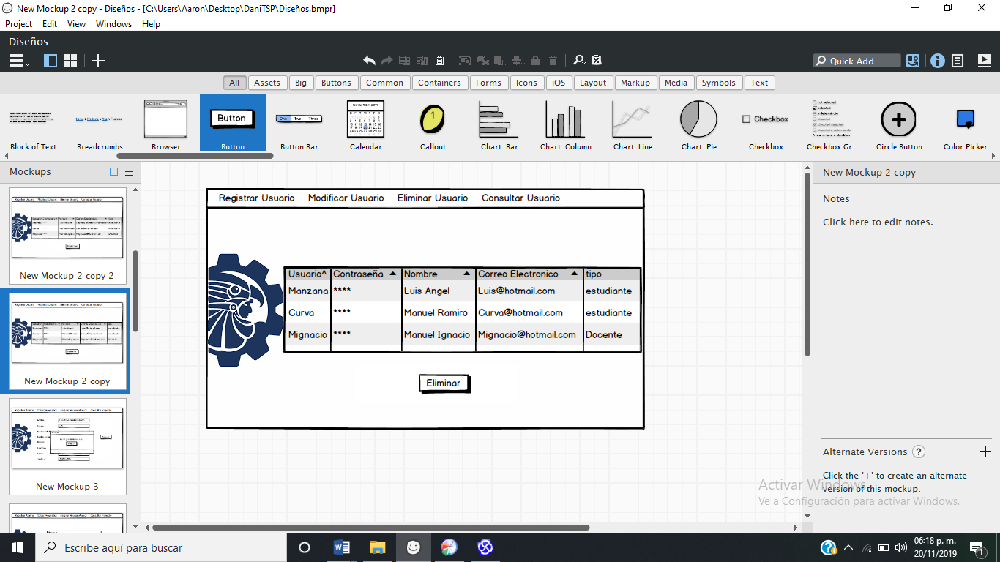 New Mockup 2 copy - Diseños - [C:\Users\Aaron\Desktop\DaniTSP\Diseños.bmpr]
Project Edit View Windows Help
Diseños
Quick Add
All Assets Big Buttons Common Containers Forms Icons iOS Layout Markup Media Symbols Text
Button
One Two Three
NOVEMBER 2019
1
Checkbox
Block of Text Breadcrumbs Browser Button Button Bar Calendar Callout Chart: Bar Chart: Column Chart: Line Chart: Pie Checkbox Checkbox Gr... Circle Button Color Picker
Mockups
New Mockup 2 copy 2
New Mockup 2 copy
New Mockup 3
Registrar Usuario Modificar Usuario Eliminar Usuario Consultar Usuario
Usuario^ Contraseña Nombre Correo Electronico tipo
Manzana **** Luis Angel Luis@hotmail.com estudiante
Curva **** Manuel Ramiro Curva@hotmail.com estudiante
Mignacio **** Manuel Ignacio Mignacio@hotmail.com Docente
Eliminar
New Mockup 2 copy
Notes
Click here to edit notes.
Alternate Versions ?
Click the '+' to create an alternate
version of this mockup.
Activar Windows
Ve a Configuración para activar Windows.
Escribe aquí para buscar
06:18 p. m.
20/11/2019
1